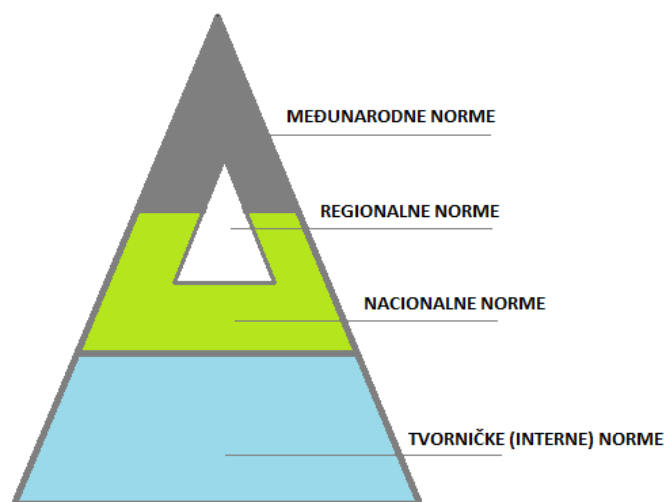 MEĐUNARODNE NORME
REGIONALNE NORME
NACIONALNE NORME
TVORNIČKE (INTERNE) NORME